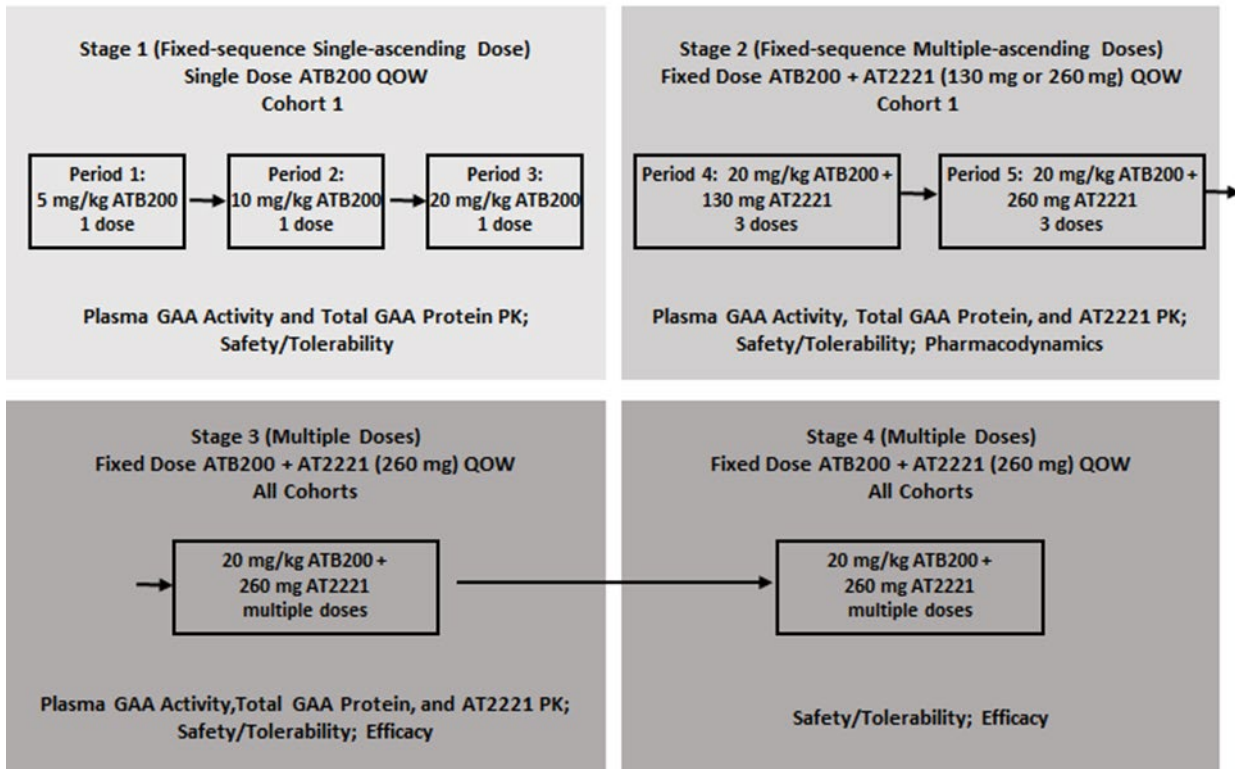 Stage 1 (Fixed-sequence Single-ascending Dose)
Single Dose ATB200 QOW
Cohort 1
Period 1:
5 mg/kg ATB200
1 dose
Period 2:
10 mg/kg ATB200
1 dose
Period 3:
20 mg/kg ATB200
1 dose
Plasma GAA Activity and Total GAA Protein PK;
Safety/Tolerability
Stage 2 (Fixed-sequence Multiple-ascending Doses)
Fixed Dose ATB200 + AT2221 (130 mg or 260 mg) QOW
Cohort 1
Period 4: 20 mg/kg ATB200 +
130 mg AT2221
3 doses
Period 5: 20 mg/kg ATB200 +
260 mg AT2221
3 doses
Plasma GAA Activity, Total GAA Protein, and AT2221 PK;
Safety/Tolerability; Pharmacodynamics
Stage 3 (Multiple Doses)
Fixed Dose ATB200 + AT2221 (260 mg) QOW
All Cohorts
20 mg/kg ATB200 +
260 mg AT2221
multiple doses
Plasma GAA Activity,Total GAA Protein, and AT2221 PK;
Safety/Tolerability; Efficacy
Stage 4 (Multiple Doses)
Fixed Dose ATB200 + AT2221 (260 mg) QOW
All Cohorts
20 mg/kg ATB200 +
260 mg AT2221
multiple doses
Safety/Tolerability; Efficacy